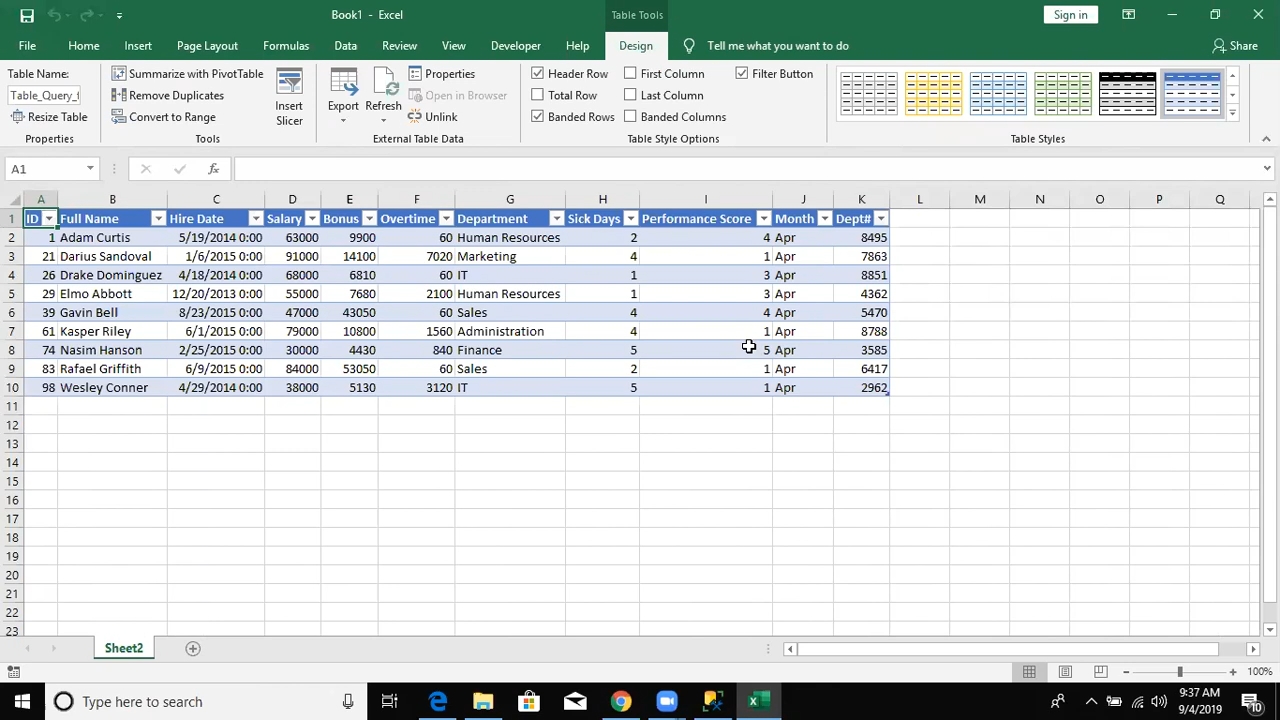 Book1 - Excel
Table Tools
Sign in
File Home Insert Page Layout Formulas Data Review View Developer Help Design Tell me what you want to do Share
Table Name:
Resize Table
Properties
Summarize with PivotTable
Remove Duplicates
Convert to Range
Insert
Slicer
Tools
Export
Refresh
Properties
Open in Browser
Unlink
External Table Data
Header Row First Column Filter Button
Total Row Last Column
Banded Rows Banded Columns
Table Style Options
Table Styles
A1
fx
A B C D E F G H I J K L M N O P Q
1 ID Full Name Hire Date Salary Bonus Overtime Department Sick Days Performance Score Month Dept#
2 1 Adam Curtis 5/19/2014 0:00 63000 9900 60 Human Resources 2 4 Apr 8495
3 21 Darius Sandoval 1/6/2015 0:00 91000 14100 7020 Marketing 4 1 Apr 7863
4 26 Drake Dominguez 4/18/2014 0:00 68000 6810 60 IT 1 3 Apr 8851
5 29 Elmo Abbott 12/20/2013 0:00 55000 7680 2100 Human Resources 1 3 Apr 4362
6 39 Gavin Bell 8/23/2015 0:00 47000 43050 60 Sales 4 4 Apr 5470
7 61 Kasper Riley 6/1/2015 0:00 79000 10800 1560 Administration 4 1 Apr 8788
8 74 Nasim Hanson 2/25/2015 0:00 30000 4430 840 Finance 5 5 Apr 3585
9 83 Rafael Griffith 6/9/2015 0:00 84000 53050 60 Sales 2 1 Apr 6417
10 98 Wesley Conner 4/29/2014 0:00 38000 5130 3120 IT 5 1 Apr 2962
11
12
13
14
15
16
17
18
19
20
21
22
23
Sheet2
100%
Type here to search
9:37 AM
9/4/2019
10